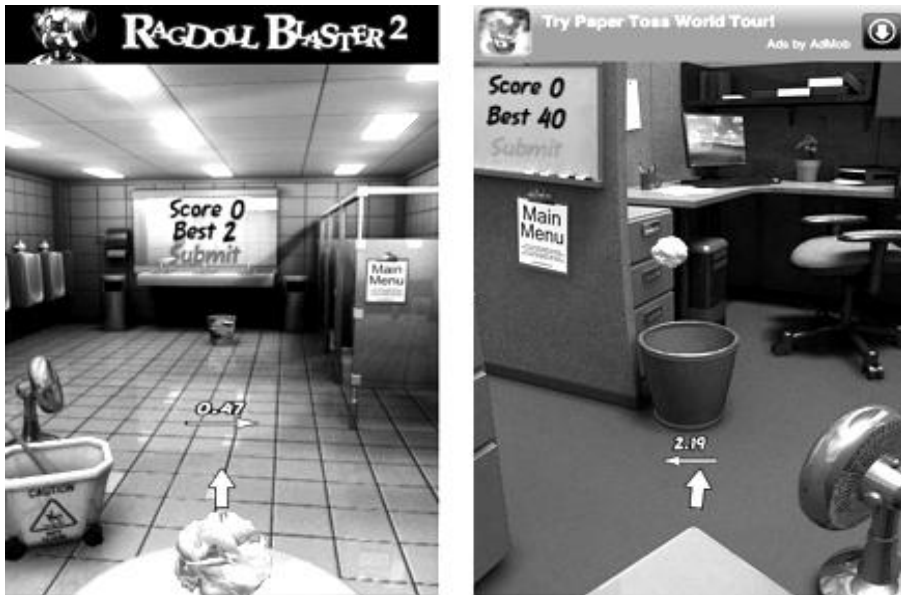 RAGDOLL BLASTER 2
Score 0
Best 2
Submit
Main
Menu
0.47
CAUTION
Try Paper Toss World Tour!
Ads by AdMob
Score 0
Best 40
Submit
Main
Menu
2.19